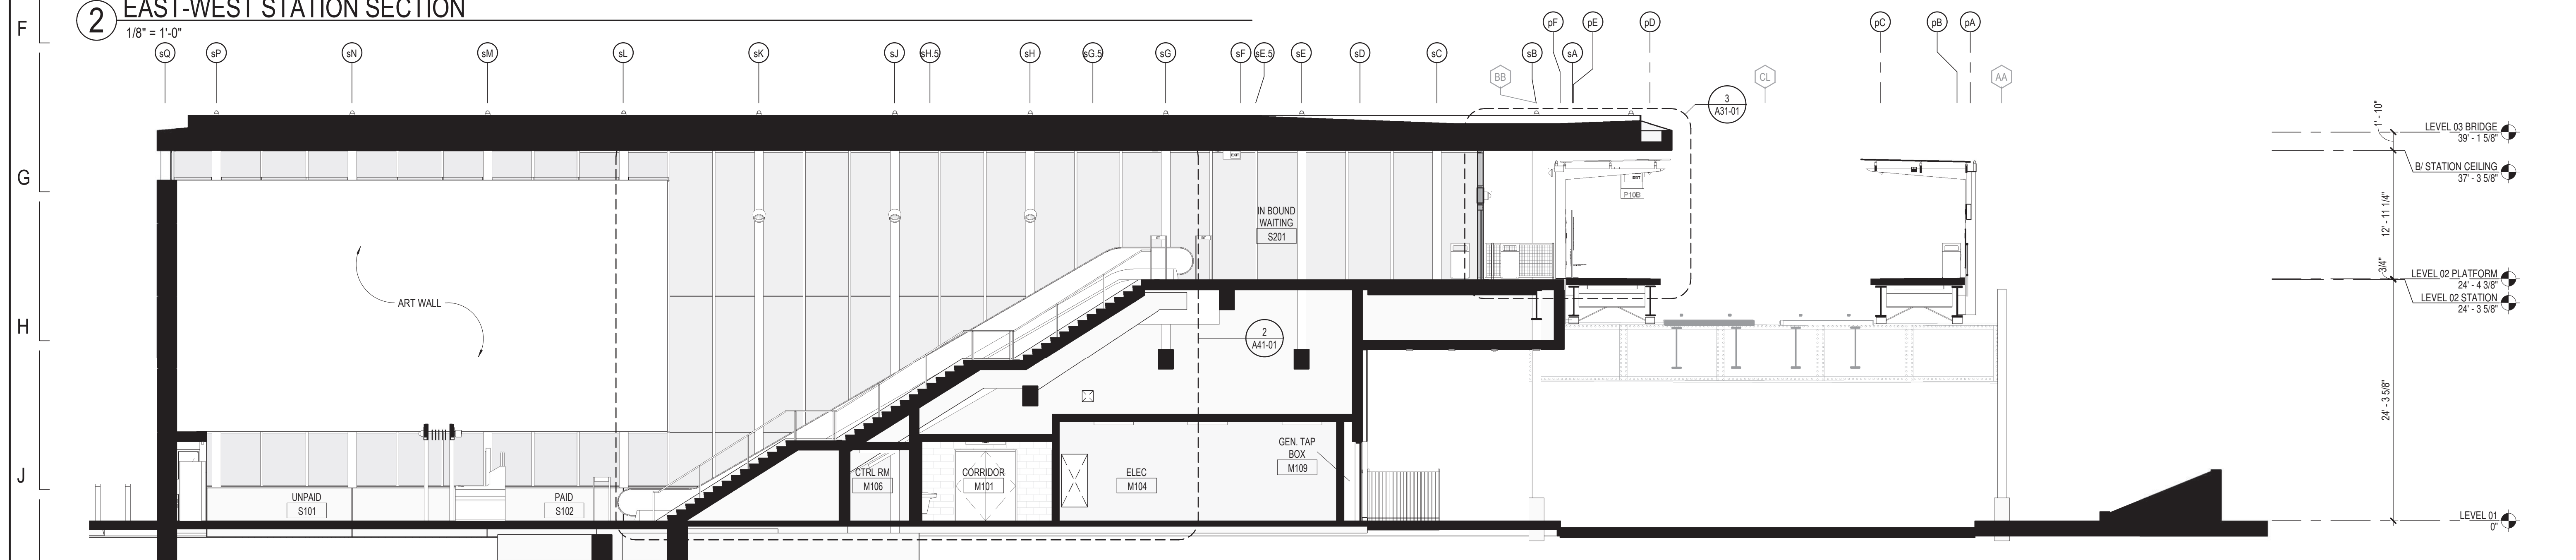 F
2 EAST-WEST STATION SECTION
1/8" = 1'-0"
pF pE pD pC pB pA
sQ sP sN sM sL sK sJ sH.5 sH sG.5 sG sF sE.5 sE sD sC sB sA
BB CL AA
3
A31-01
1' - 10"
LEVEL 03 BRIDGE
39' - 1 5/8"
G
EXIT
EXIT
P10B
B/ STATION CEILING
37' - 3 5/8"
IN BOUND
WAITING
S201
12' - 11 1/4"
3/4"
LEVEL 02 PLATFORM
24' - 4 3/8"
LEVEL 02 STATION
24' - 3 5/8"
ART WALL
H
2
A41-01
24' - 3 5/8"
J
GEN. TAP
BOX
M109
CTRL RM
M106
CORRIDOR
M101
ELEC
M104
UNPAID
S101
PAID
S102
LEVEL 01
0"